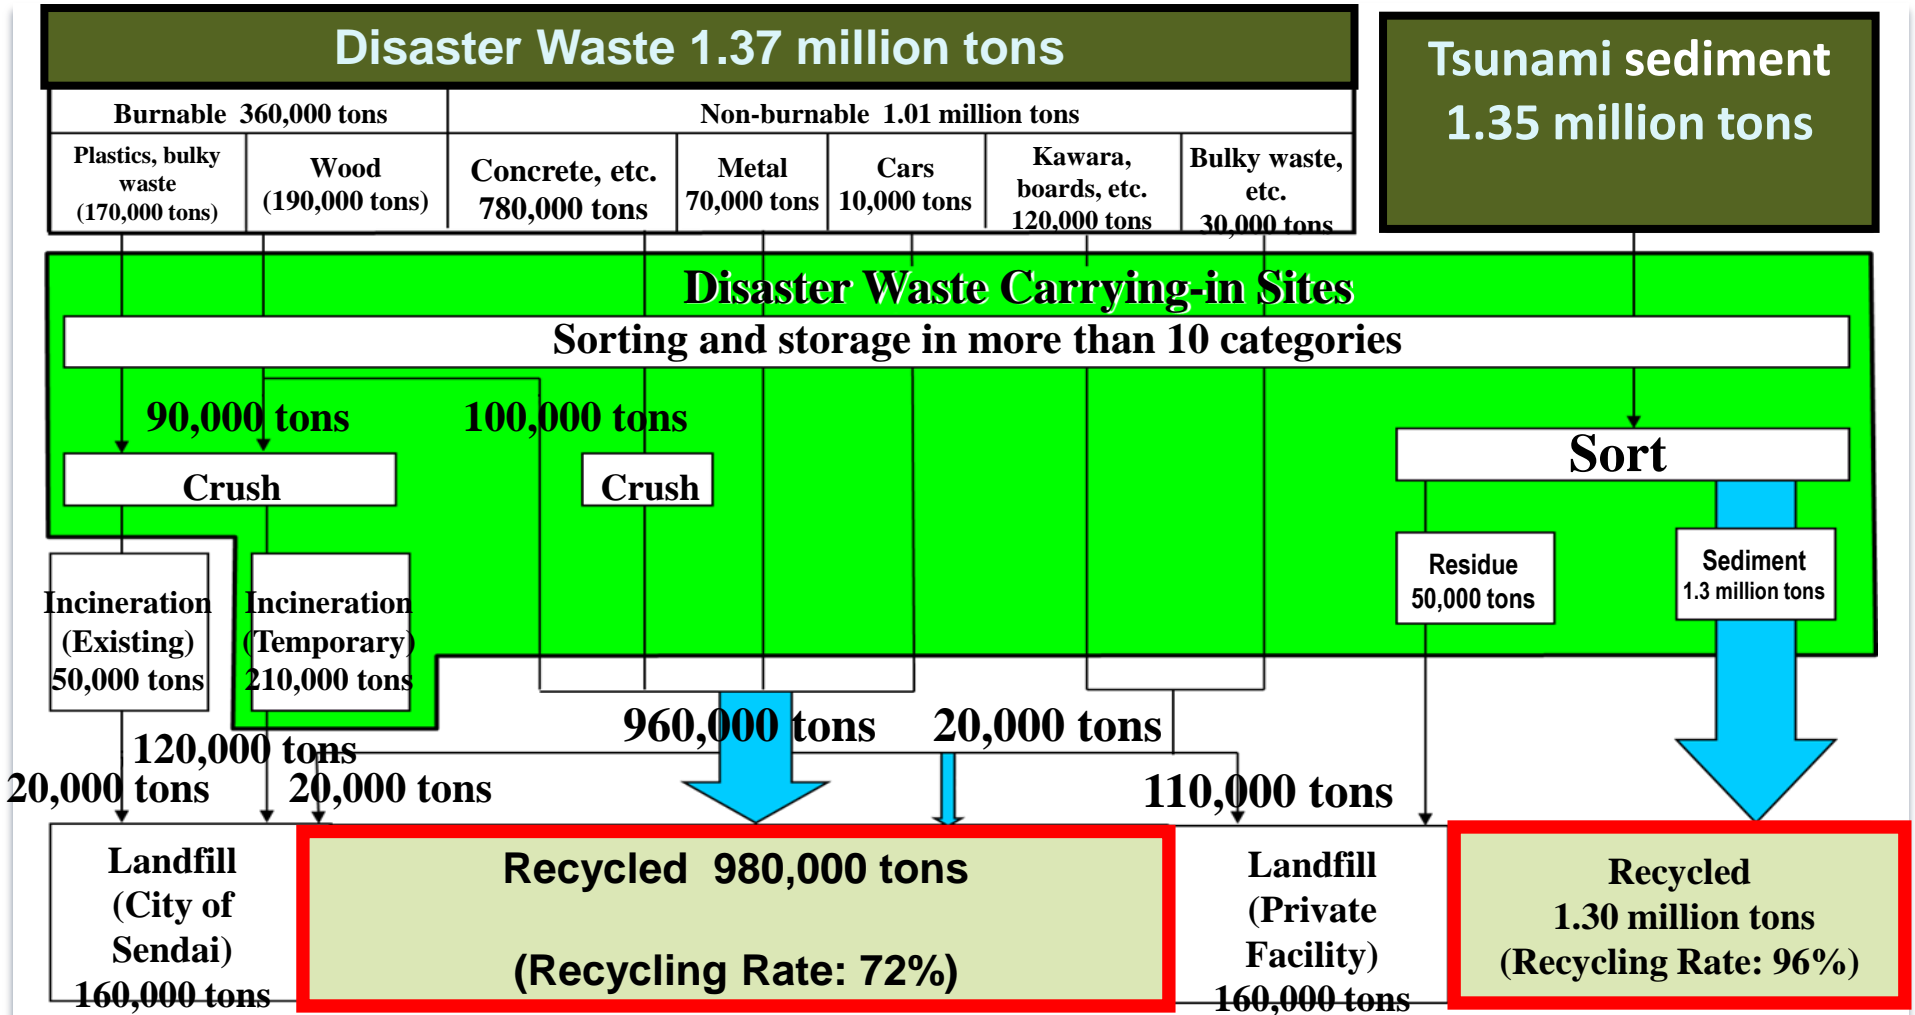 Disaster Waste 1.37 million tons
Tsunami sediment
1.35 million tons
Burnable 360,000 tons
Non-burnable 1.01 million tons
Plastics, bulky
waste
(170,000 tons)
Wood
(190,000 tons)
Concrete, etc.
780,000 tons
Metal
70,000 tons
Cars
10,000 tons
Kawara,
boards, etc.
120,000 tons
Bulky waste,
etc.
30,000 tons
Disaster Waste Carrying-in Sites
Sorting and storage in more than 10 categories
90,000 tons
100,000 tons
Crush
Crush
Sort
Incineration
(Existing)
50,000 tons
Incineration
(Temporary)
210,000 tons
Residue
50,000 tons
Sediment
1.3 million tons
960,000 tons
20,000 tons
120,000 tons
20,000 tons
20,000 tons
110,000 tons
Landfill
(City of
Sendai)
160,000 tons
Recycled 980,000 tons
(Recycling Rate: 72%)
Landfill
(Private
Facility)
160,000 tons
Recycled
1.30 million tons
(Recycling Rate: 96%)